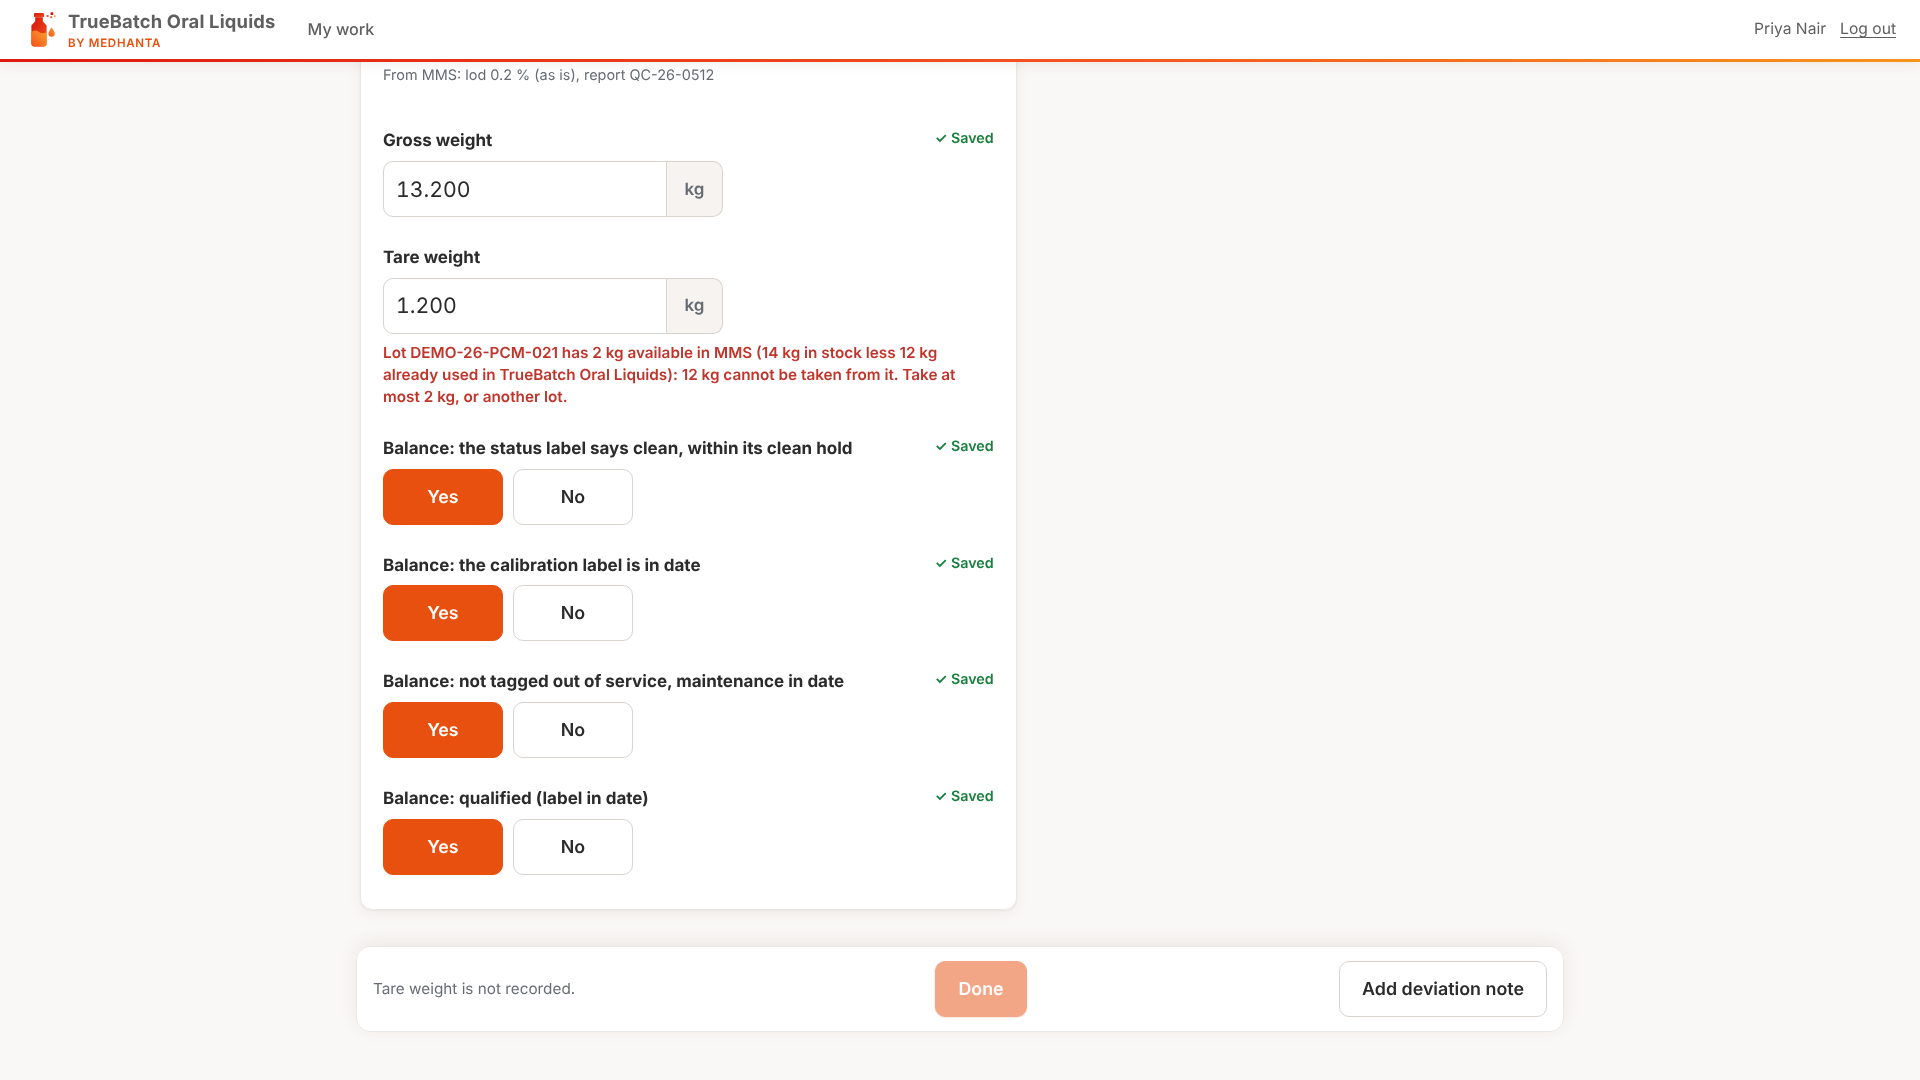 TrueBatch Oral Liquids
BY MEDHANTA
My work
Priya Nair
Log out
From MMS: lod 0.2 % (as is), report QC-26-0512
Gross weight
✓ Saved
13.200
kg
Tare weight
1.200
kg
Lot DEMO-26-PCM-021 has 2 kg available in MMS (14 kg in stock less 12 kg
already used in TrueBatch Oral Liquids): 12 kg cannot be taken from it. Take at
most 2 kg, or another lot.
Balance: the status label says clean, within its clean hold
✓ Saved
Yes
No
Balance: the calibration label is in date
✓ Saved
Yes
No
Balance: not tagged out of service, maintenance in date
✓ Saved
Yes
No
Balance: qualified (label in date)
✓ Saved
Yes
No
Tare weight is not recorded.
Done
Add deviation note